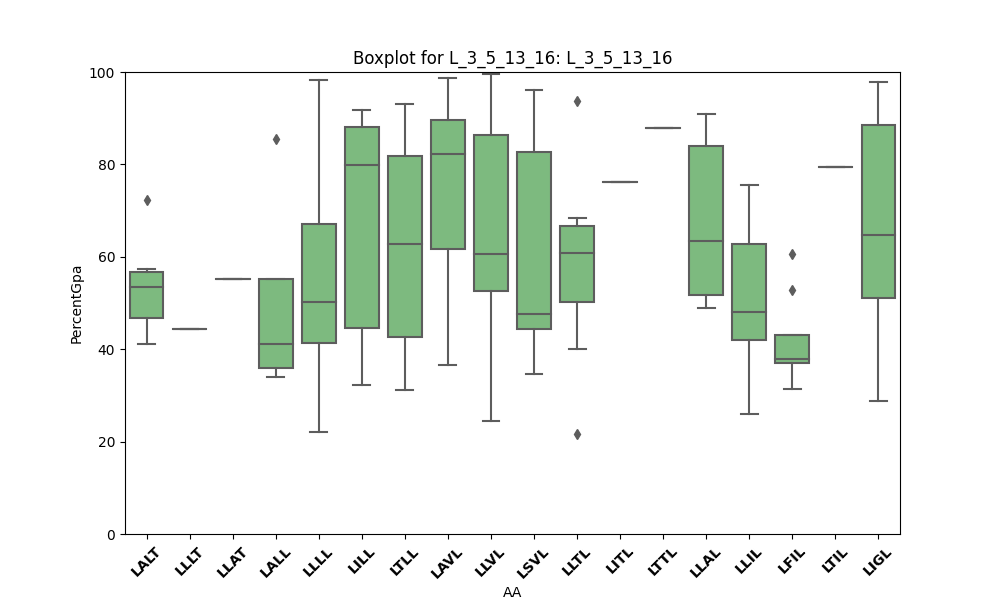 Boxplot for L_3_5_13_16: L_3_5_13_16
100
80
60
40
20
0
PercentGpa
LALT
LLLT
LLAT
LALL
LLLL
LILL
LTLL
LAVL
LLVL
LSVL
LLTL
LITL
LTTL
LLAL
LLIL
LFIL
LTIL
LIGL
AA